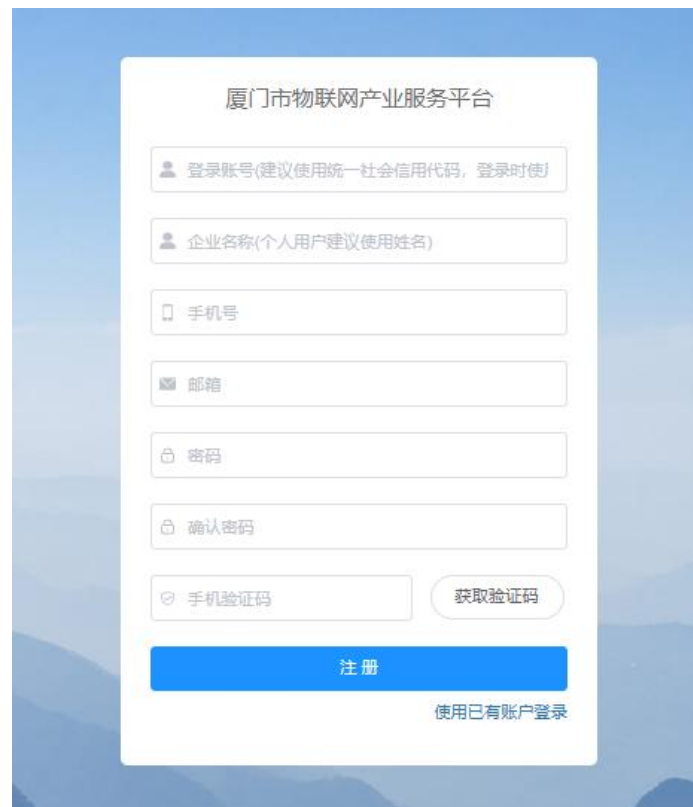 厦门市物联网产业服务平台
登录账号(建议使用统一社会信用代码，登录时使
企业名称(个人用户建议使用姓名)
手机号
邮箱
密码
确认密码
手机验证码 获取验证码
注 册
使用已有账户登录